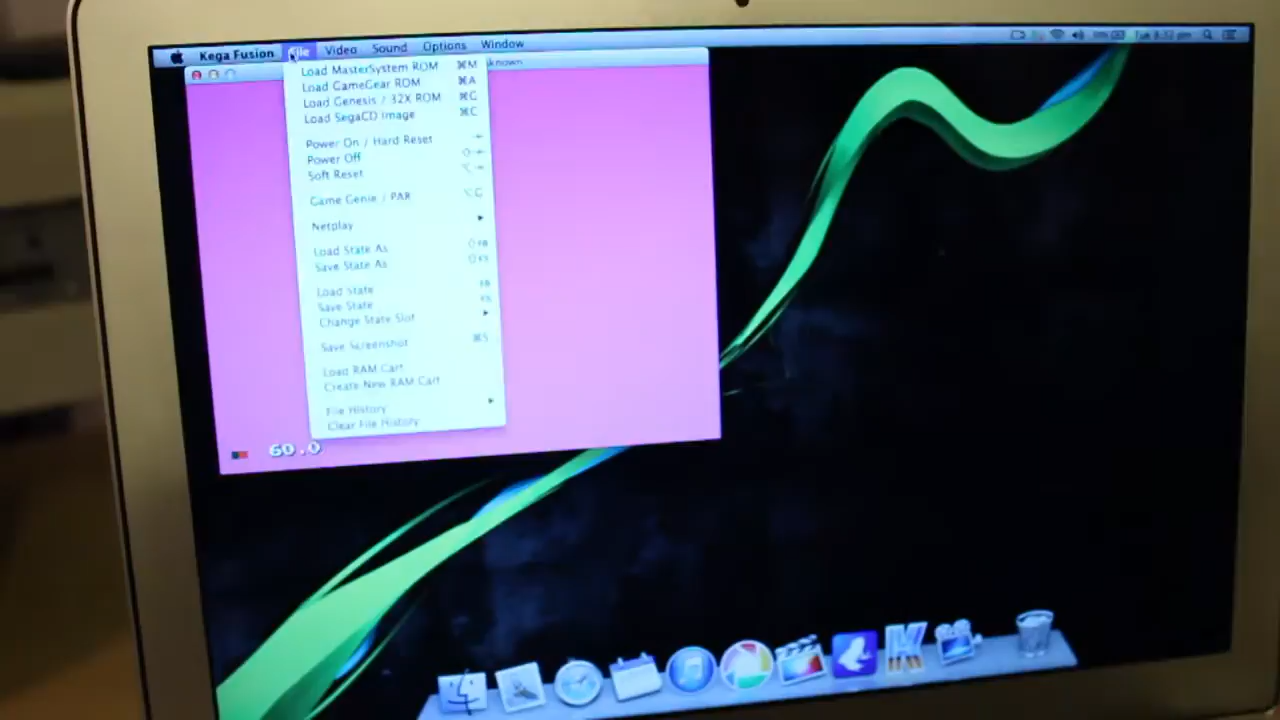 Kega Fusion File Video Sound Options Window
Load MasterSystem ROM ⌘M
Load GameGear ROM ⌘A
Load Genesis / 32X ROM ⌘G
Load SegaCD Image ⌘C
Power On / Hard Reset
Power Off
Soft Reset
Game Genie / PAR
Netplay
Load State As
Save State As
Load State
Save State
Change State Slot
Save Screenshot ⌘S
Load RAM Cart
Create New RAM Cart
File History
Clear File History
60.0